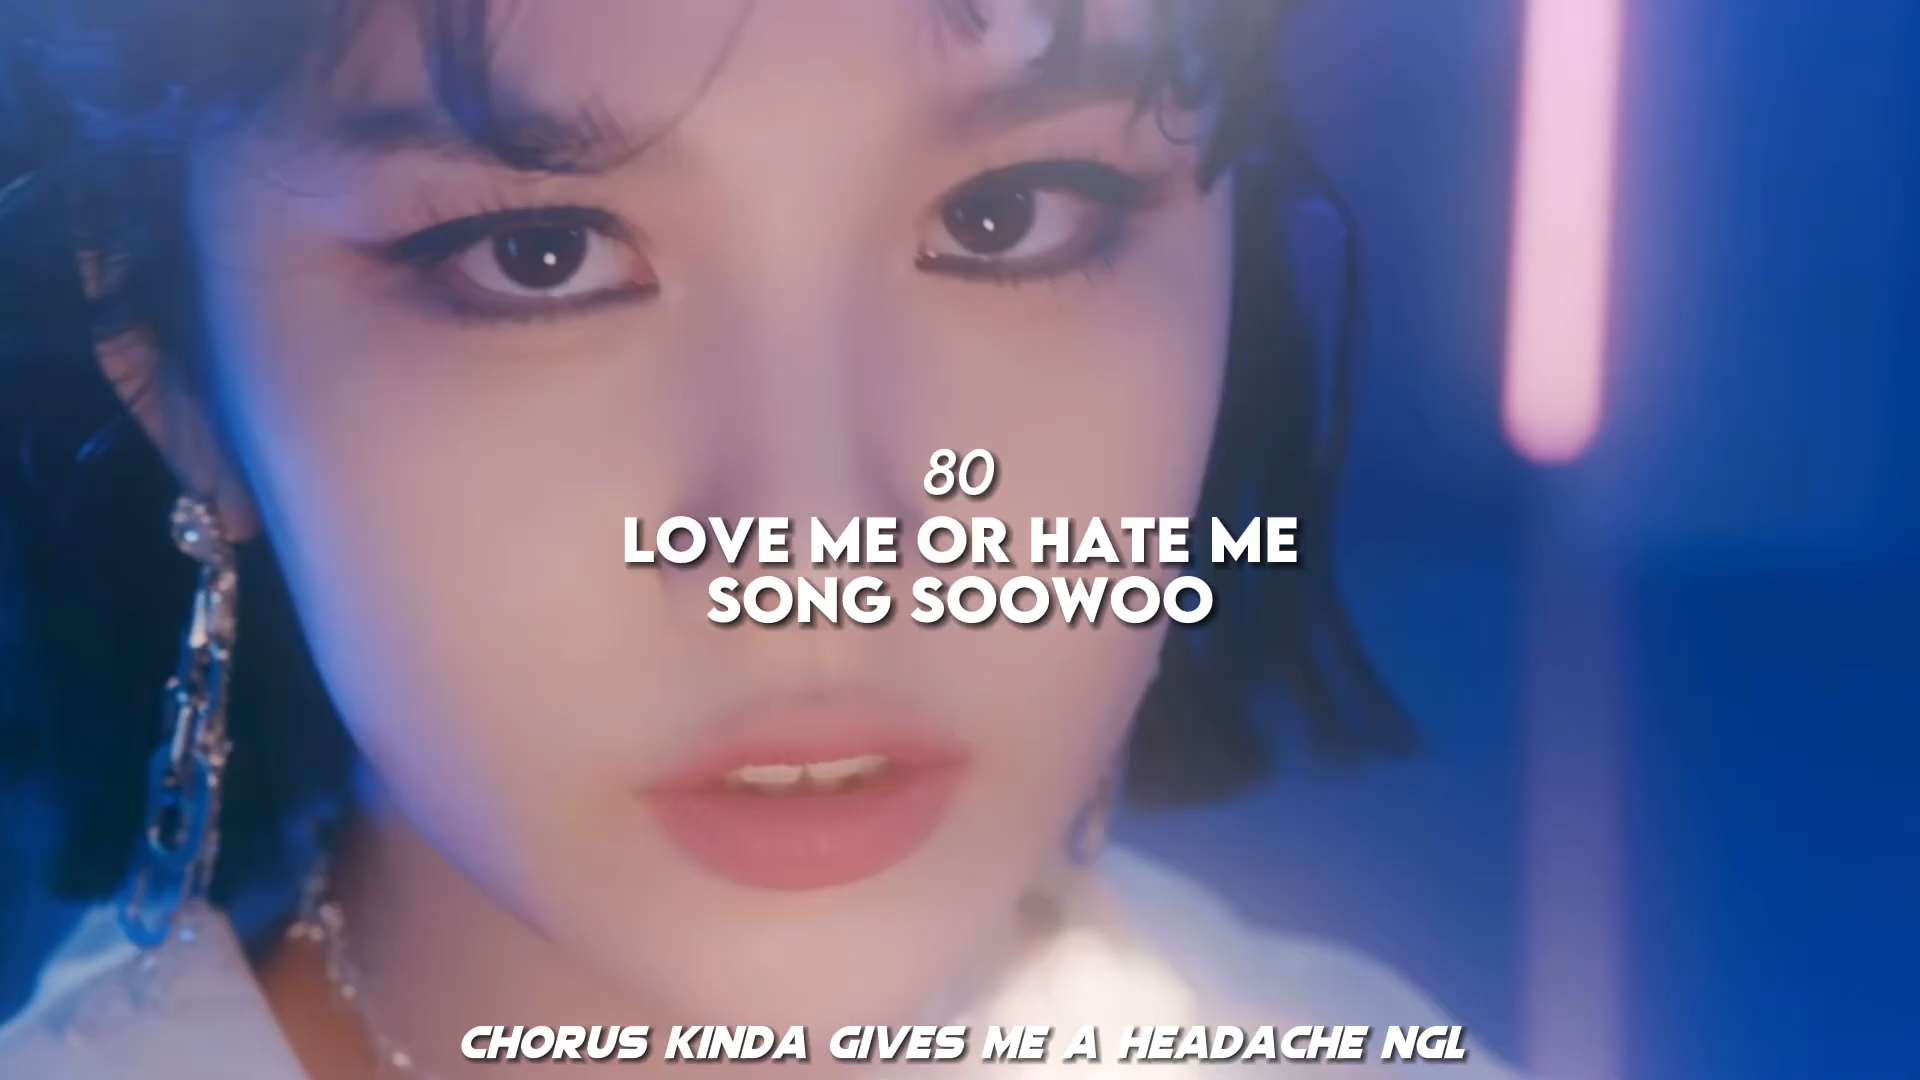 80
LOVE ME OR HATE ME
SONG SOOWOO
CHORUS KINDA GIVES ME A HEADACHE NGL